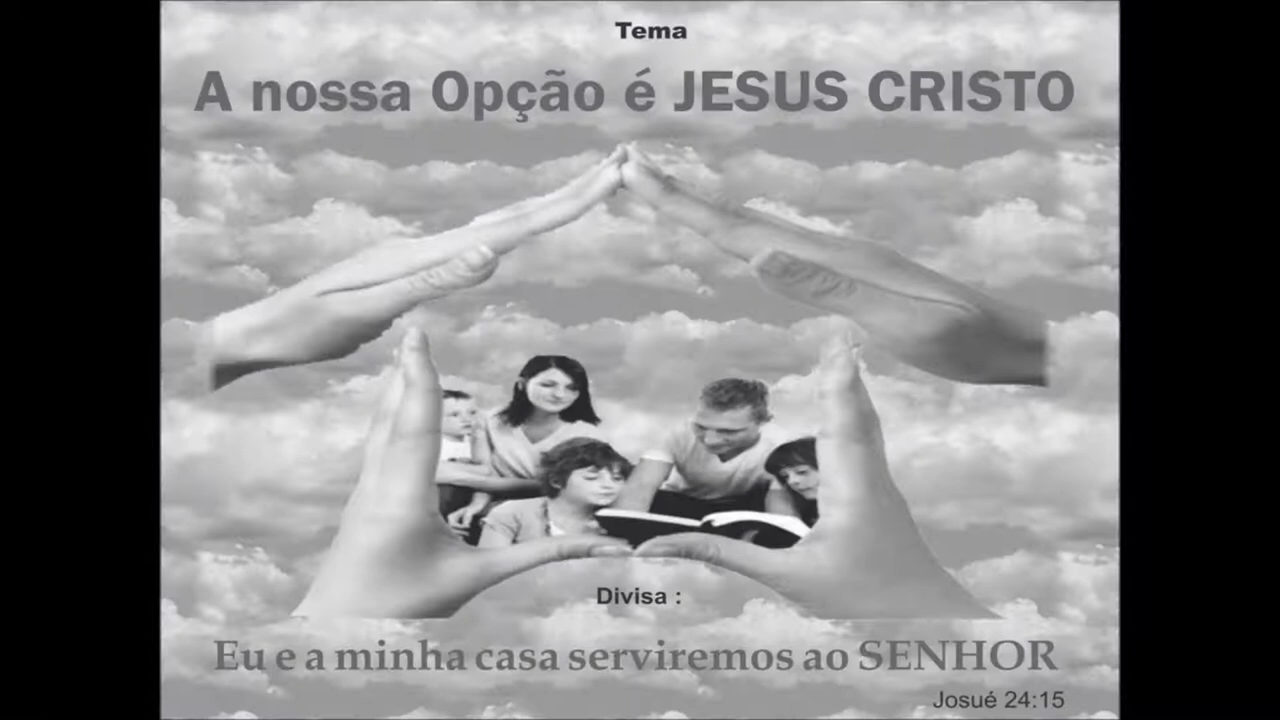 Tema
A nossa Opção é JESUS CRISTO
Divisa :
Eu e a minha casa serviremos ao SENHOR
Josué 24:15